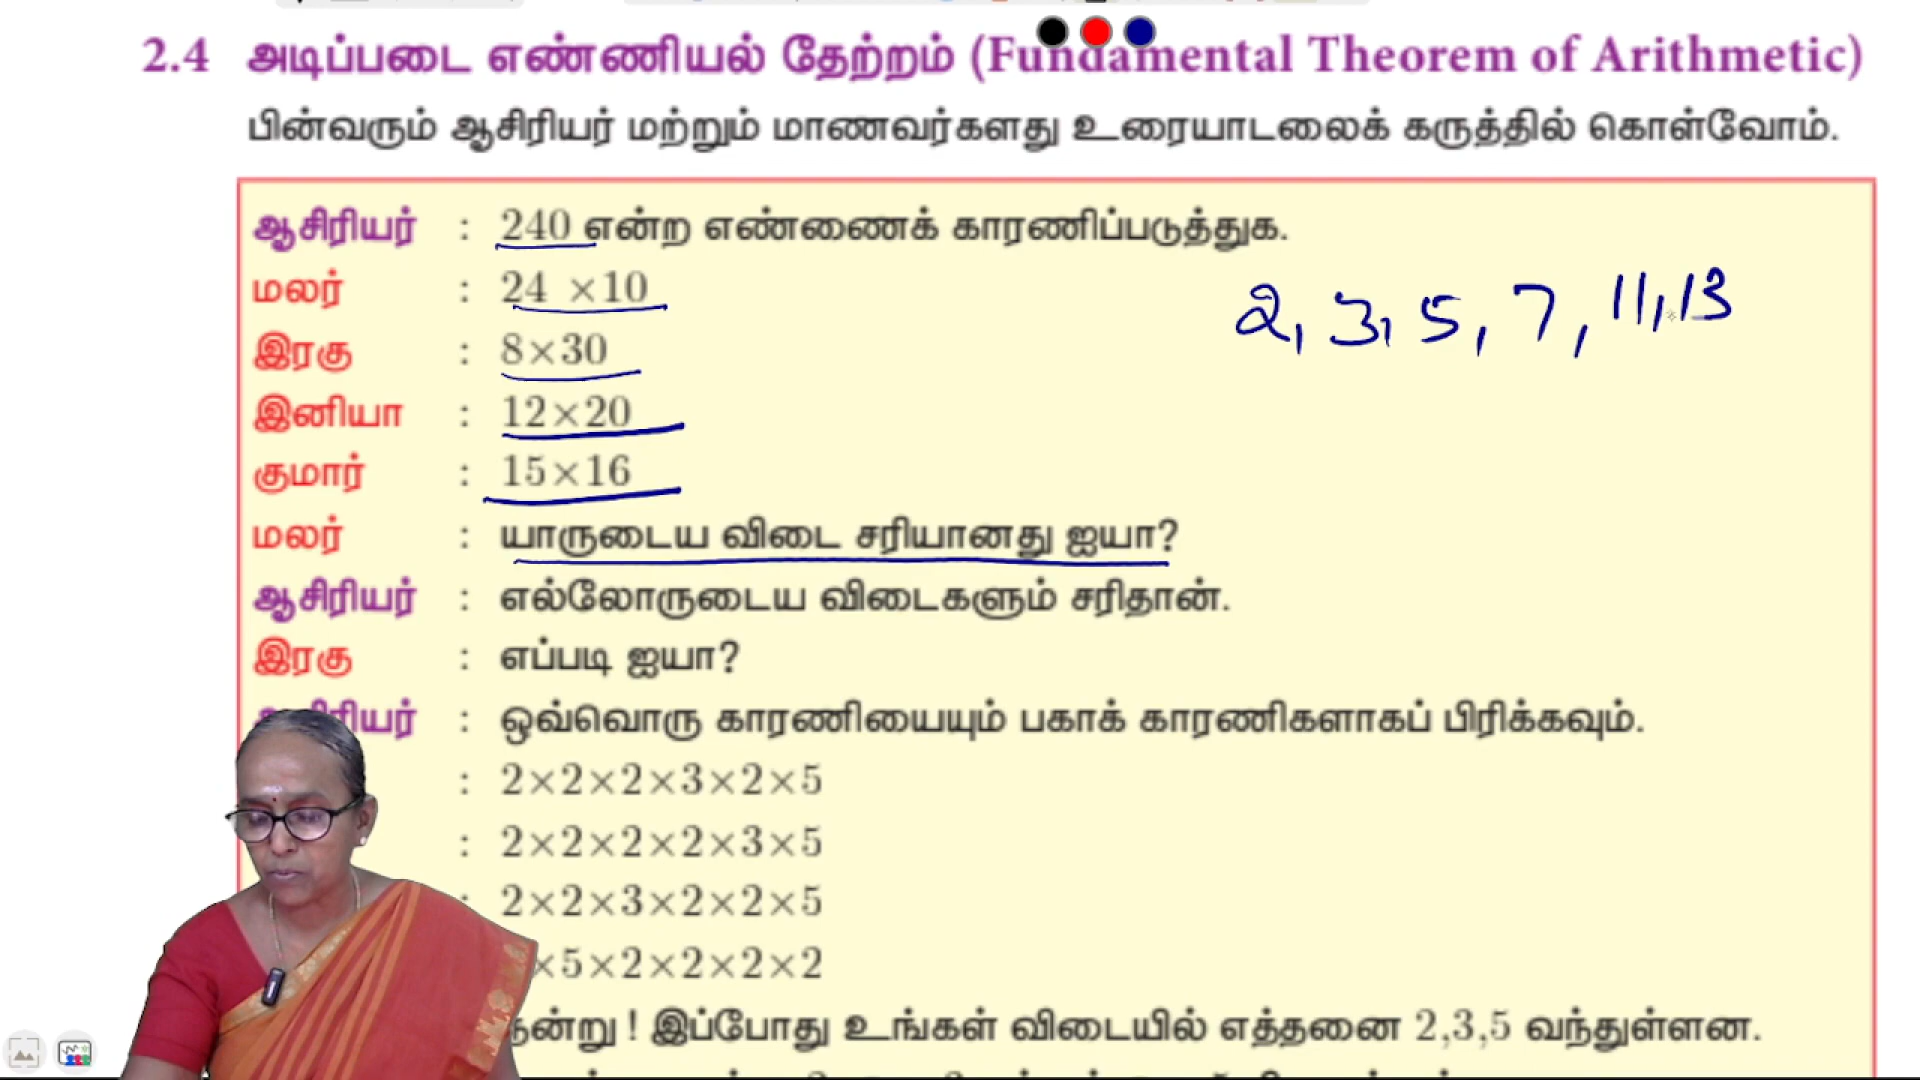 2.4 அடிப்படை எண்ணியல் தேற்றம் (Fundamental Theorem of Arithmetic)
பின்வரும் ஆசிரியர் மற்றும் மாணவர்களது உரையாடலைக் கருத்தில் கொள்வோம்.
ஆசிரியர் : 240 என்ற எண்ணைக் காரணிப்படுத்துக.
மலர் : 24 ×10
2, 3, 5, 7, 11, 13
இரகு : 8×30
இனியா : 12×20
குமார் : 15×16
மலர் : யாருடைய விடை சரியானது ஐயா?
ஆசிரியர் : எல்லோருடைய விடைகளும் சரிதான்.
இரகு : எப்படி ஐயா?
ஆசிரியர் : ஒவ்வொரு காரணியையும் பகாக் காரணிகளாகப் பிரிக்கவும்.
: 2×2×2×3×2×5
: 2×2×2×2×3×5
: 2×2×3×2×2×5
×5×2×2×2×2
நன்று ! இப்போது உங்கள் விடையில் எத்தனை 2,3,5 வந்துள்ளன.